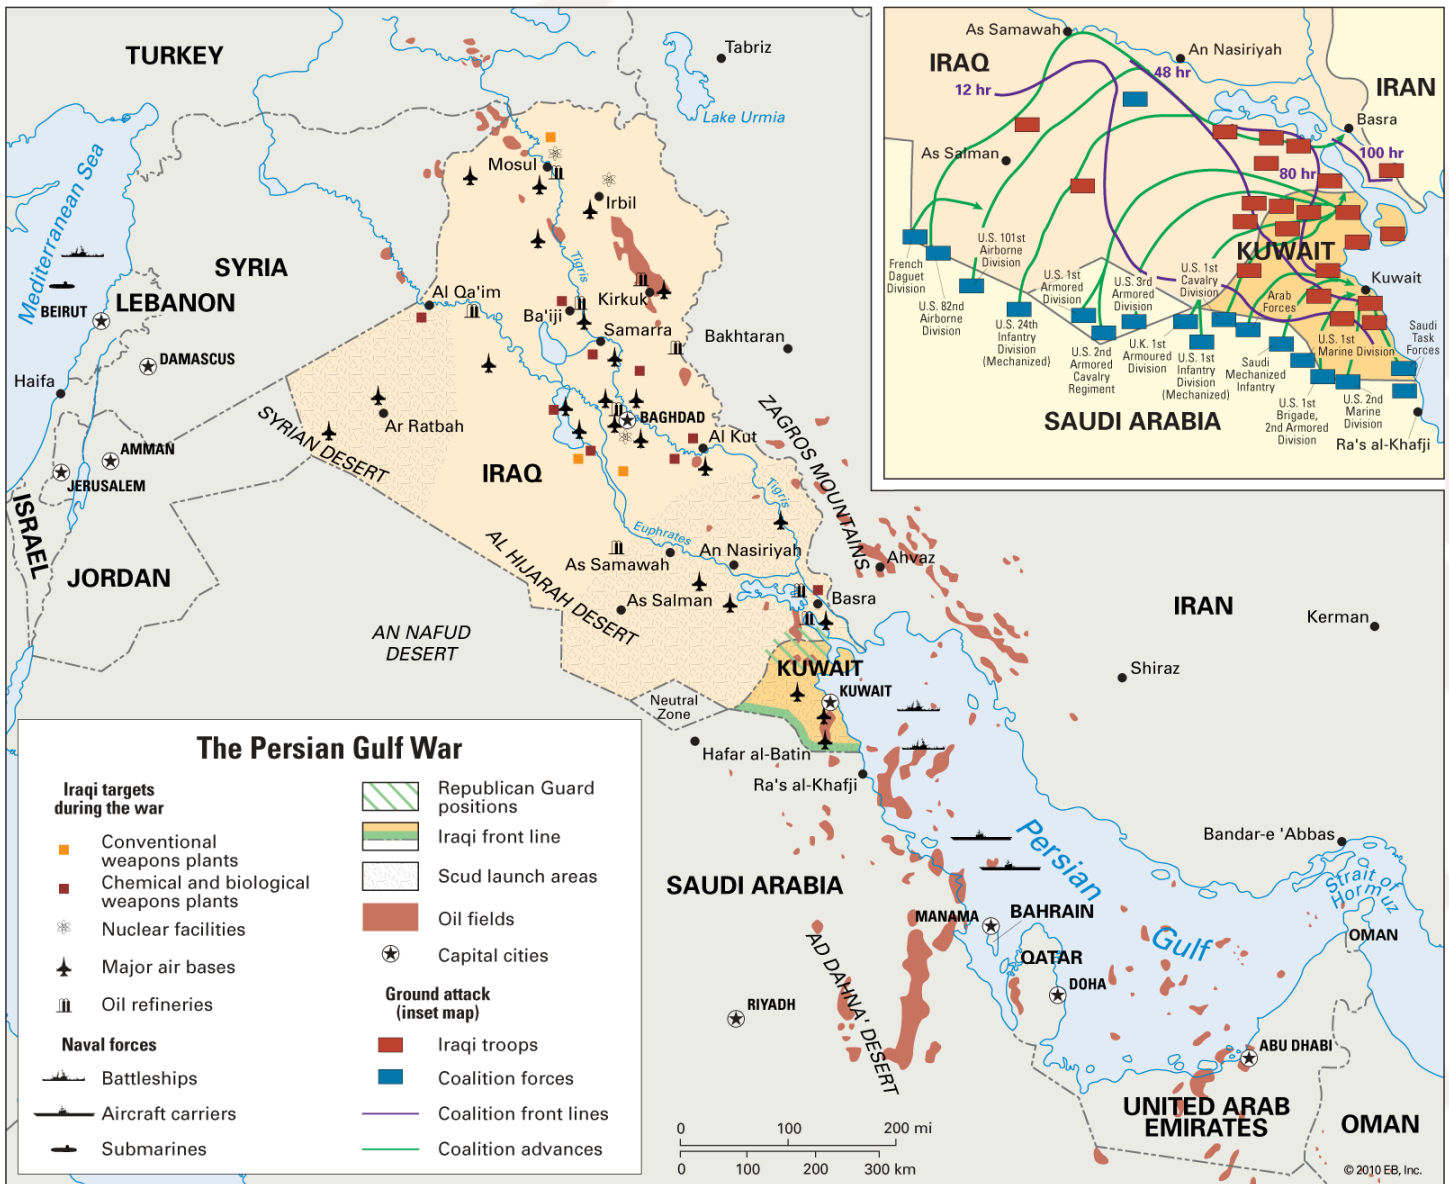 TURKEY
Tabriz
Lake Urmia
Mediterranean Sea
Mosul
Irbil
SYRIA
Tigris
LEBANON
BEIRUT
Al Qa'im
Kirkuk
Ba'iji
Samarra
Bakhtaran
DAMASCUS
Haifa
SYRIAN DESERT
Ar Ratbah
BAGHDAD
Al Kut
ZAGROS MOUNTAINS
AMMAN
JERUSALEM
IRAQ
Tigris
ISRAEL
JORDAN
Euphrates
AL HIJARAH DESERT
As Samawah
An Nasiriyah
Ahvaz
As Salman
Basra
IRAN
Kerman
AN NAFUD
DESERT
KUWAIT
KUWAIT
Shiraz
Neutral
Zone
Hafar al-Batin
Ra's al-Khafji
Persian
Gulf
Bandar-e 'Abbas
Strait of
Hormuz
SAUDI ARABIA
MANAMA
BAHRAIN
QATAR
DOHA
OMAN
AD DAHNA' DESERT
RIYADH
ABU DHABI
UNITED ARAB
EMIRATES
OMAN
0 100 200 mi
0 100 200 300 km
© 2010 EB, Inc.
As Samawah
An Nasiriyah
IRAQ
12 hr
48 hr
IRAN
Basra
As Salman
100 hr
80 hr
KUWAIT
Kuwait
French
Daguet
Division
U.S. 82nd
Airborne
Division
U.S. 101st
Airborne
Division
U.S. 24th
Infantry
Division
(Mechanized)
U.S. 1st
Armored
Division
U.S. 2nd
Armored
Cavalry
Regiment
U.S. 3rd
Armored
Division
U.K. 1st
Armoured
Division
U.S. 1st
Cavalry
Division
U.S. 1st
Infantry
Division
(Mechanized)
Arab
Forces
Saudi
Mechanized
Infantry
U.S. 1st
Brigade,
2nd Armored
Division
U.S. 1st
Marine Division
U.S. 2nd
Marine
Division
Saudi
Task
Forces
SAUDI ARABIA
Ra's al-Khafji
The Persian Gulf War
Iraqi targets
during the war
Conventional
weapons plants
Chemical and biological
weapons plants
Nuclear facilities
Major air bases
Oil refineries
Naval forces
Battleships
Aircraft carriers
Submarines
Republican Guard
positions
Iraqi front line
Scud launch areas
Oil fields
Capital cities
Ground attack
(inset map)
Iraqi troops
Coalition forces
Coalition front lines
Coalition advances